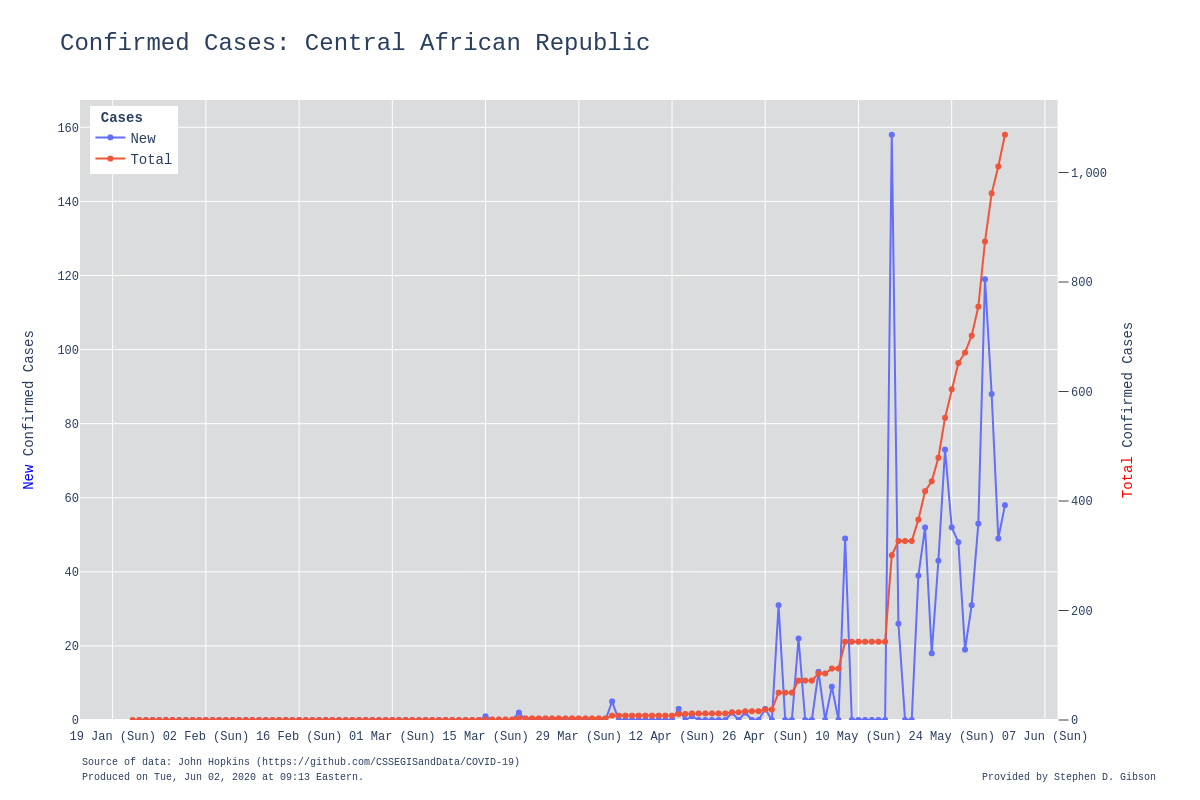 Confirmed Cases: Central African Republic
Cases
New
Total
160
140
120
100
80
60
40
20
0
New Confirmed Cases
1,000
800
600
400
200
0
Total Confirmed Cases
19 Jan (Sun) 02 Feb (Sun) 16 Feb (Sun) 01 Mar (Sun) 15 Mar (Sun) 29 Mar (Sun) 12 Apr (Sun) 26 Apr (Sun) 10 May (Sun) 24 May (Sun) 07 Jun (Sun)
Source of data: John Hopkins (https://github.com/CSSEGISandData/COVID-19)
Produced on Tue, Jun 02, 2020 at 09:13 Eastern.
Provided by Stephen D. Gibson